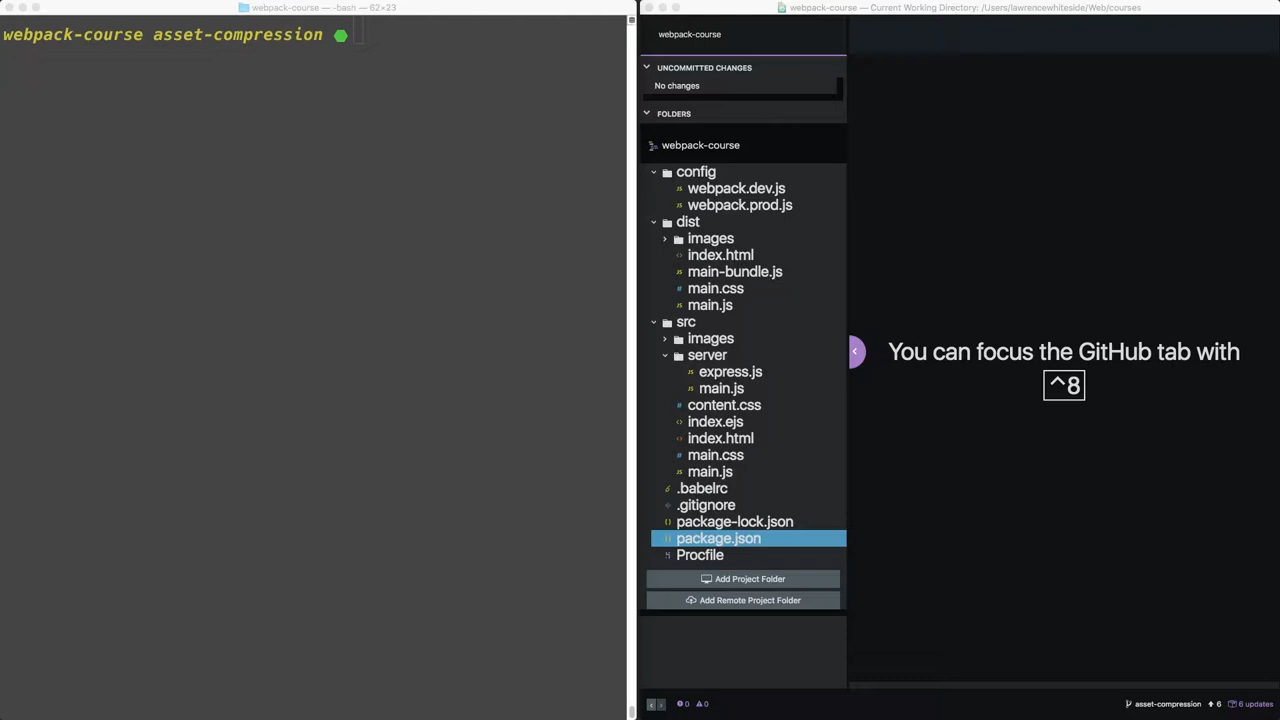 webpack-course — -bash — 62×23
webpack-course asset-compression
webpack-course — Current Working Directory: /Users/lawrencewhiteside/Web/courses
webpack-course
UNCOMMITTED CHANGES
No changes
FOLDERS
webpack-course
config
webpack.dev.js
webpack.prod.js
dist
images
index.html
main-bundle.js
main.css
main.js
src
images
server
express.js
main.js
content.css
index.ejs
index.html
main.css
main.js
.babelrc
.gitignore
package-lock.json
package.json
Procfile
Add Project Folder
Add Remote Project Folder
You can focus the GitHub tab with
^8
0 0
asset-compression 6 6 updates